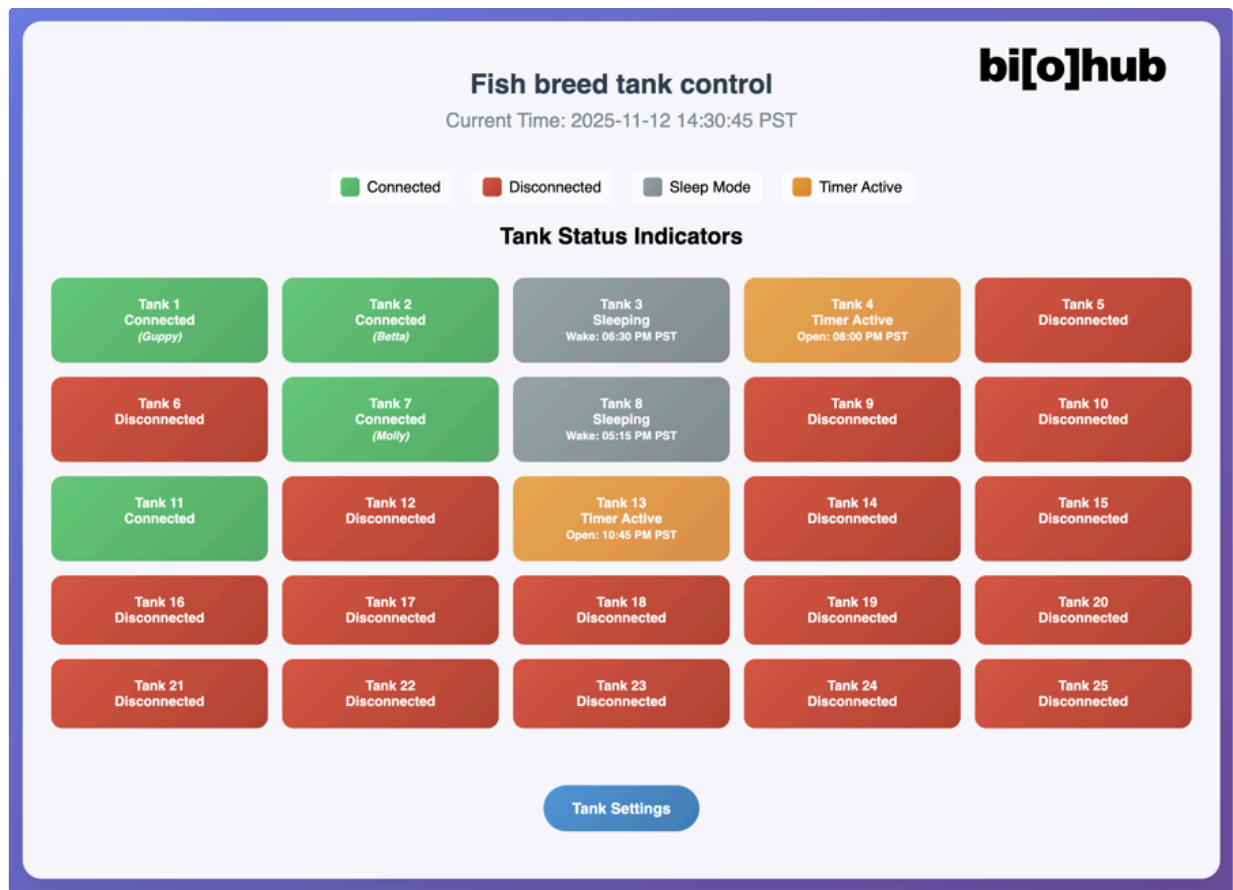 bi[o]hub
Fish breed tank control
Current Time: 2025-11-12 14:30:45 PST
Connected
Disconnected
Sleep Mode
Timer Active
Tank Status Indicators
Tank 1
Connected
(Guppy)
Tank 2
Connected
(Betta)
Tank 3
Sleeping
Wake: 06:30 PM PST
Tank 4
Timer Active
Open: 08:00 PM PST
Tank 5
Disconnected
Tank 6
Disconnected
Tank 7
Connected
(Molly)
Tank 8
Sleeping
Wake: 05:15 PM PST
Tank 9
Disconnected
Tank 10
Disconnected
Tank 11
Connected
Tank 12
Disconnected
Tank 13
Timer Active
Open: 10:45 PM PST
Tank 14
Disconnected
Tank 15
Disconnected
Tank 16
Disconnected
Tank 17
Disconnected
Tank 18
Disconnected
Tank 19
Disconnected
Tank 20
Disconnected
Tank 21
Disconnected
Tank 22
Disconnected
Tank 23
Disconnected
Tank 24
Disconnected
Tank 25
Disconnected
Tank Settings